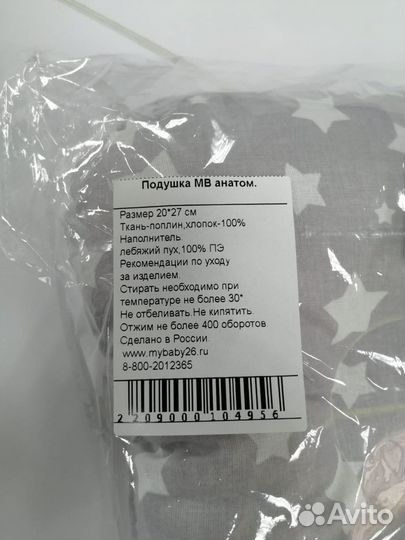 Подушка МВ анатом.
Размер 20*27 см
Ткань-поплин,хлопок-100%
Наполнитель:
лебяжий пух,100% ПЭ
Рекомендации по уходу
за изделием.
Стирать необходимо при
температуре не более 30*
Не отбеливать.Не кипятить.
Отжим не более 400 оборотов
Сделано в России.
www.mybaby26.ru
8-800-2012365
2209000104956
Avito